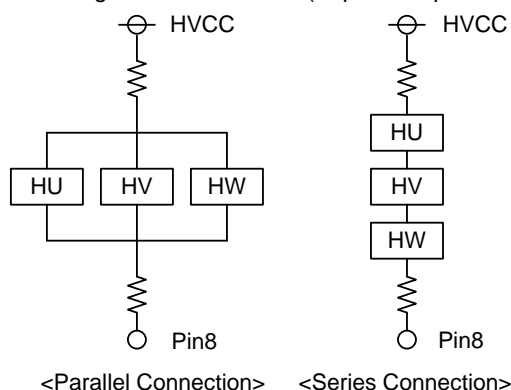 HVCC HVCC
HU
HU HV HW HV
HW
Pin8 Pin8
<Parallel Connection> <Series Connection>